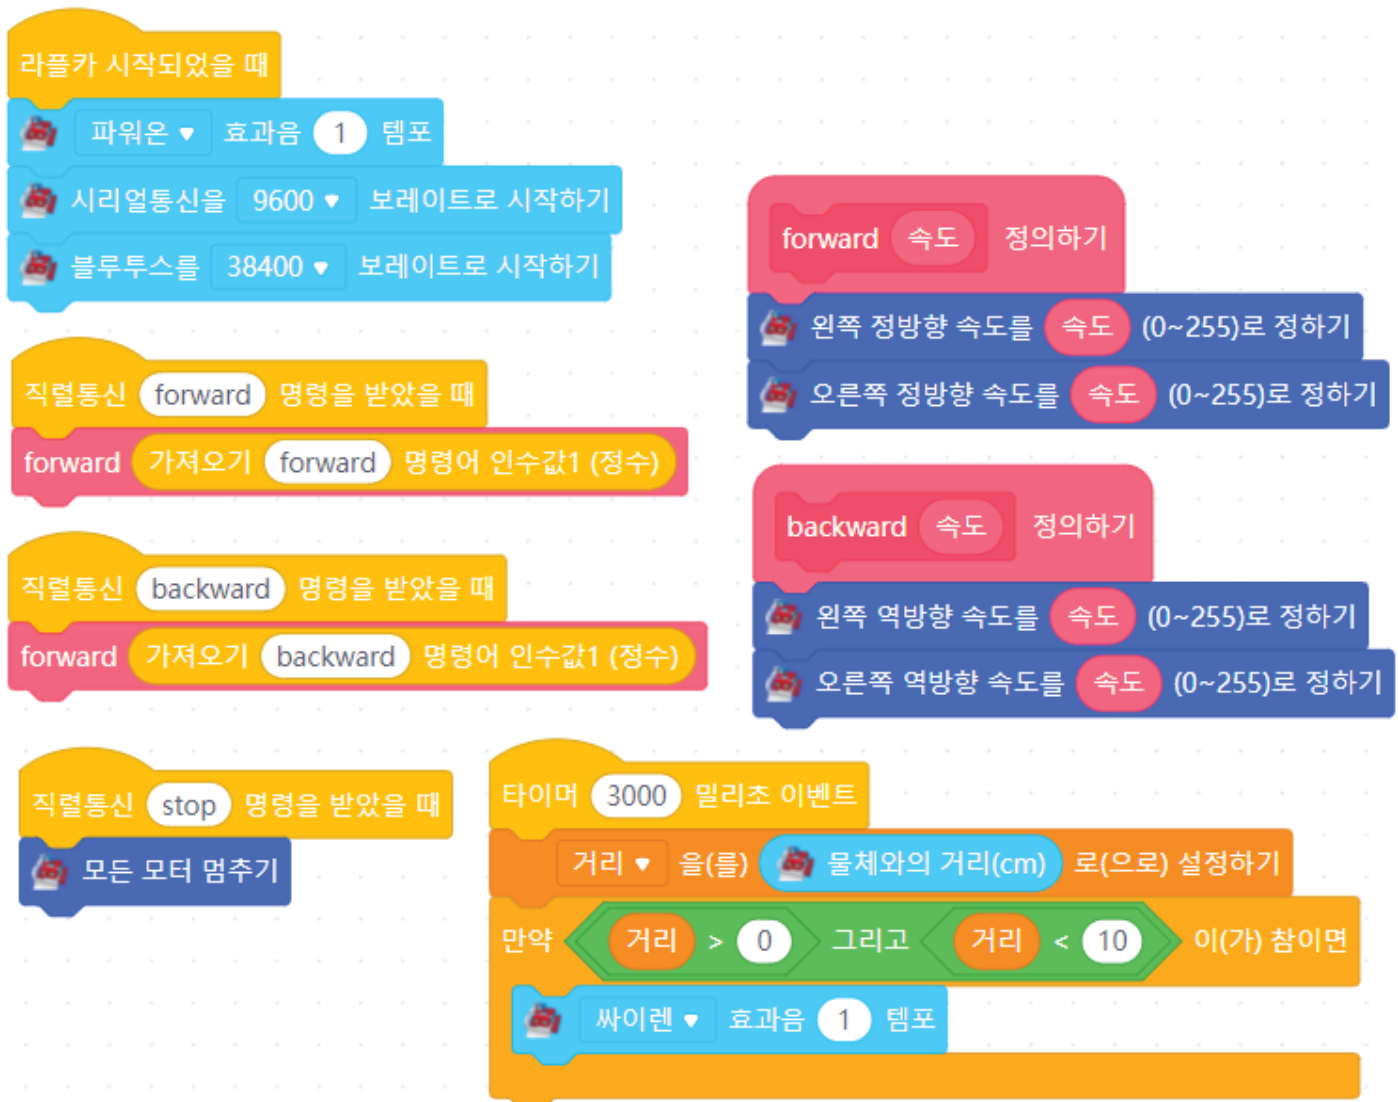 라플카 시작되었을 때
파워온 ▼ 효과음 1 템포
시리얼통신을 9600 ▼ 보레이트로 시작하기
블루투스를 38400 ▼ 보레이트로 시작하기
직렬통신 forward 명령을 받았을 때
forward 가져오기 forward 명령어 인수값1 (정수)
직렬통신 backward 명령을 받았을 때
forward 가져오기 backward 명령어 인수값1 (정수)
직렬통신 stop 명령을 받았을 때
모든 모터 멈추기
forward 속도 정의하기
왼쪽 정방향 속도를 속도 (0~255)로 정하기
오른쪽 정방향 속도를 속도 (0~255)로 정하기
backward 속도 정의하기
왼쪽 역방향 속도를 속도 (0~255)로 정하기
오른쪽 역방향 속도를 속도 (0~255)로 정하기
타이머 3000 밀리초 이벤트
거리 ▼ 을(를) 물체와의 거리(cm) 로(으로) 설정하기
만약 거리 > 0 그리고 거리 < 10 이(가) 참이면
싸이렌 ▼ 효과음 1 템포